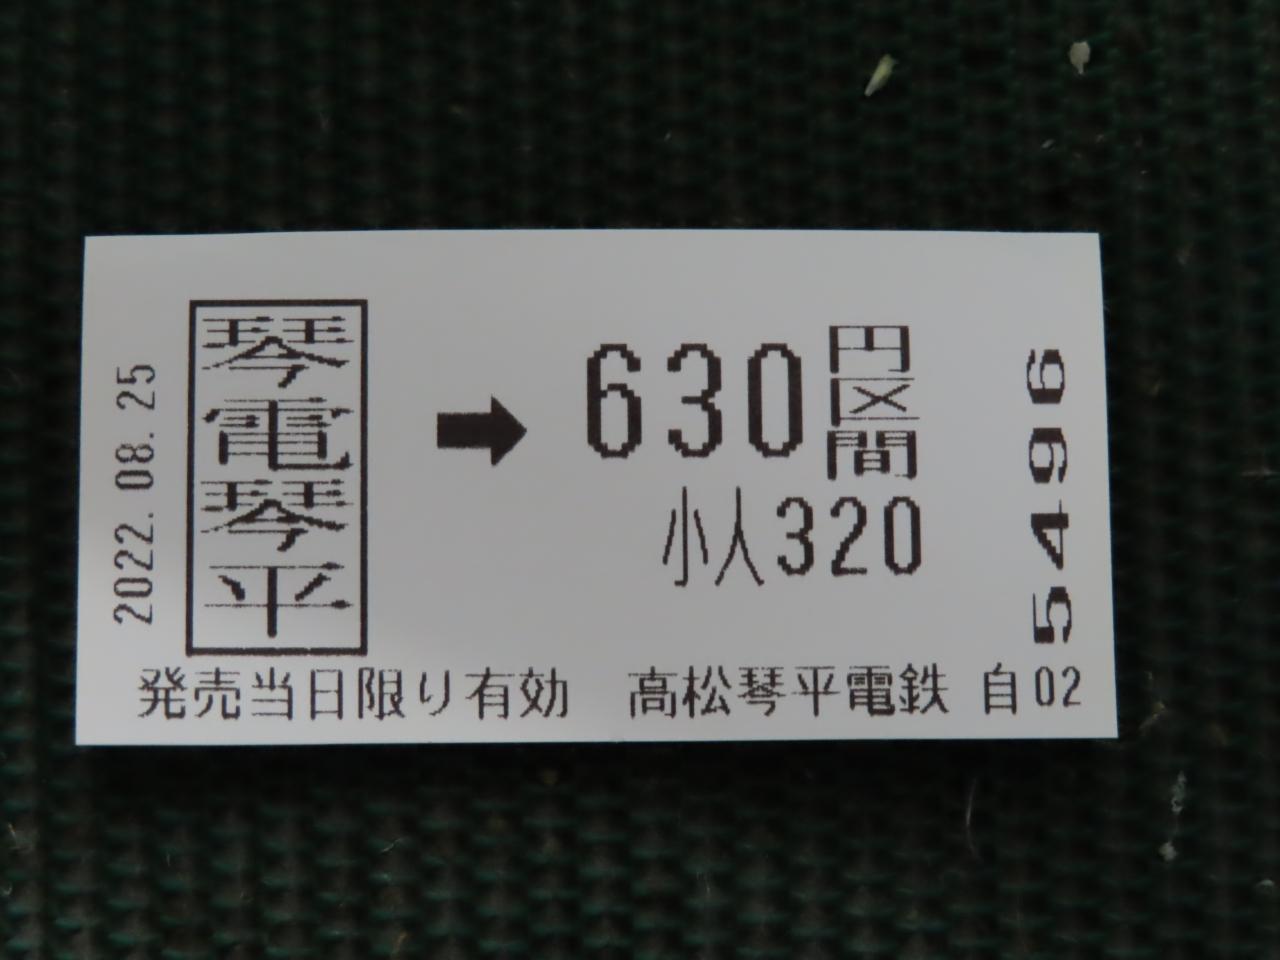 2022.08.25
琴電琴平
➡
630円区間
小人320
5496
発売当日限り有効 高松琴平電鉄 自02